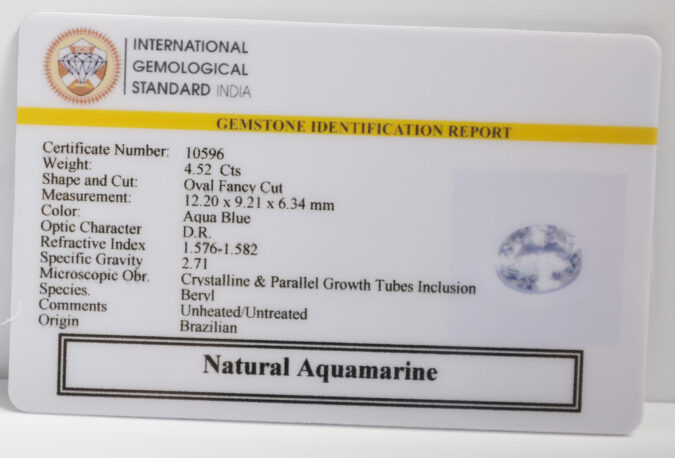 INTERNATIONAL
GEMOLOGICAL
STANDARD INDIA
GEMSTONE IDENTIFICATION REPORT
Certificate Number: 10596
Weight: 4.52 Cts
Shape and Cut: Oval Fancy Cut
Measurement: 12.20 x 9.21 x 6.34 mm
Color: Aqua Blue
Optic Character D.R.
Refractive Index 1.576-1.582
Specific Gravity 2.71
Microscopic Obr. Crystalline & Parallel Growth Tubes Inclusion
Species. Beryl
Comments Unheated/Untreated
Origin Brazilian
Natural Aquamarine